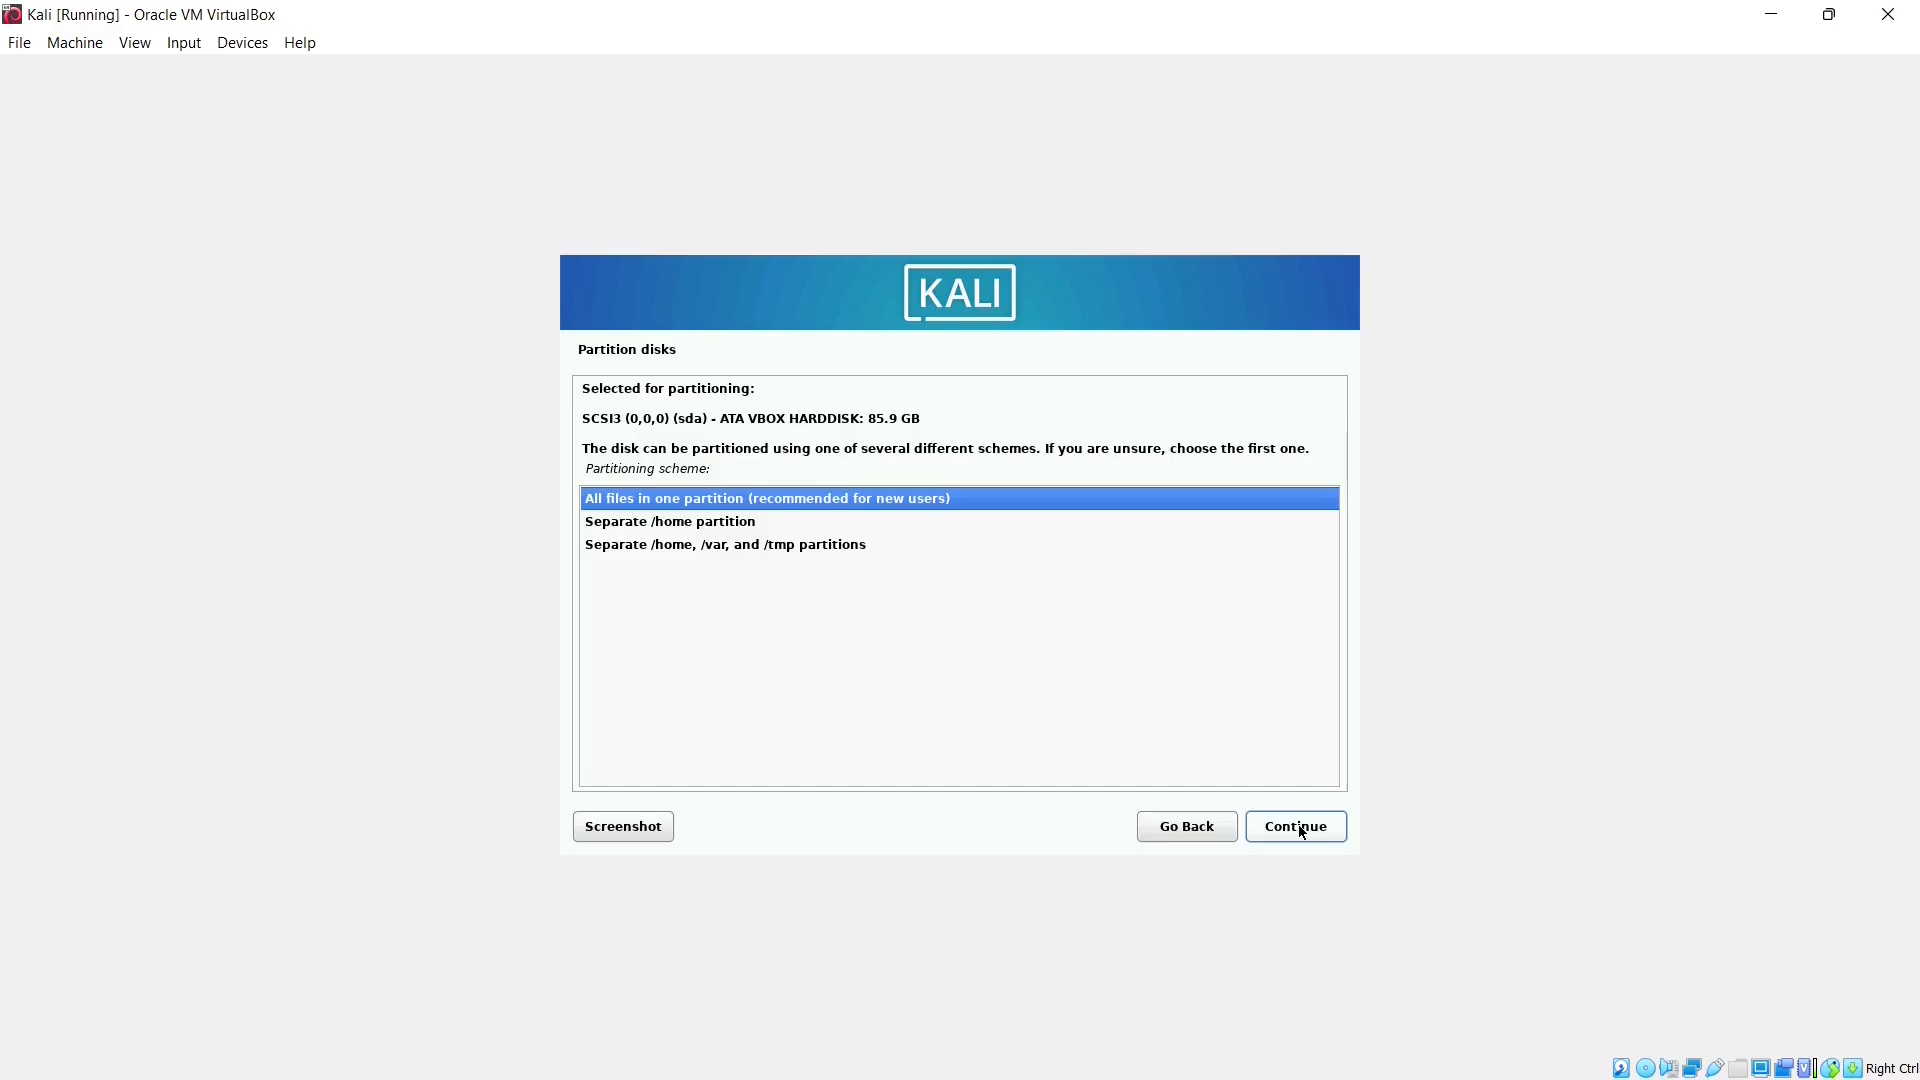 Kali [Running] - Oracle VM VirtualBox
File Machine View Input Devices Help
KALI
Partition disks
Selected for partitioning:
SCSI3 (0,0,0) (sda) - ATA VBOX HARDDISK: 85.9 GB
The disk can be partitioned using one of several different schemes. If you are unsure, choose the first one.
Partitioning scheme:
All files in one partition (recommended for new users)
Separate /home partition
Separate /home, /var, and /tmp partitions
Screenshot
Go Back
Continue
Right Ctrl